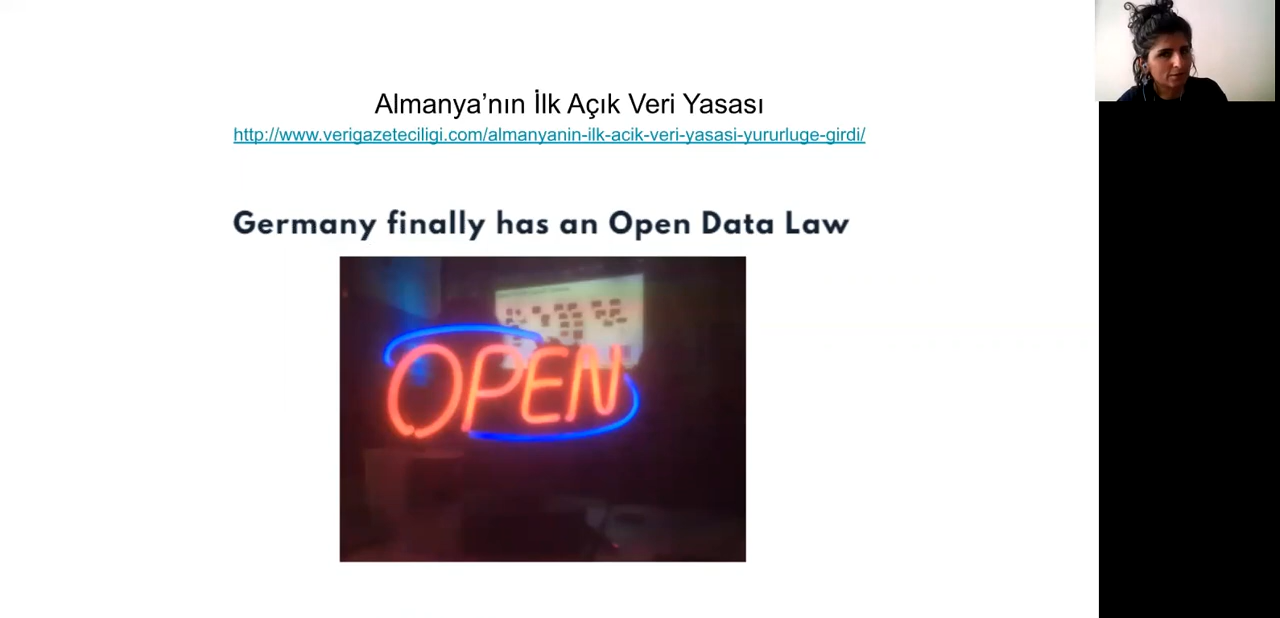 Almanya’nın İlk Açık Veri Yasası
http://www.verigazeteciligi.com/almanyanin-ilk-acik-veri-yasasi-yururluge-girdi/
Germany finally has an Open Data Law
OPEN